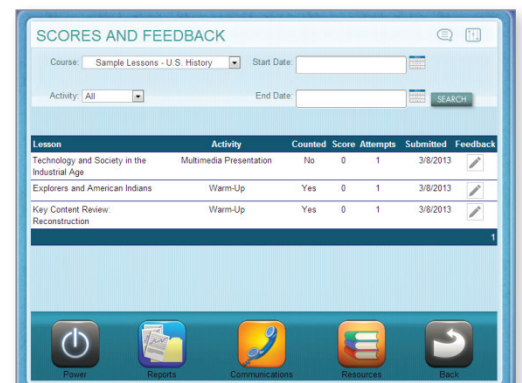 SCORES AND FEEDBACK
Course: Sample Lessons - U.S. History Start Date:
Activity: All End Date: SEARCH
Lesson Activity Counted Score Attempts Submitted Feedback
Technology and Society in the Multimedia Presentation No 0 1 3/8/2013
Industrial Age
Explorers and American Indians Warm-Up Yes 0 1 3/8/2013
Key Content Review: Warm-Up Yes 0 1 3/8/2013
Reconstruction
1
Power Reports Communications Resources Back